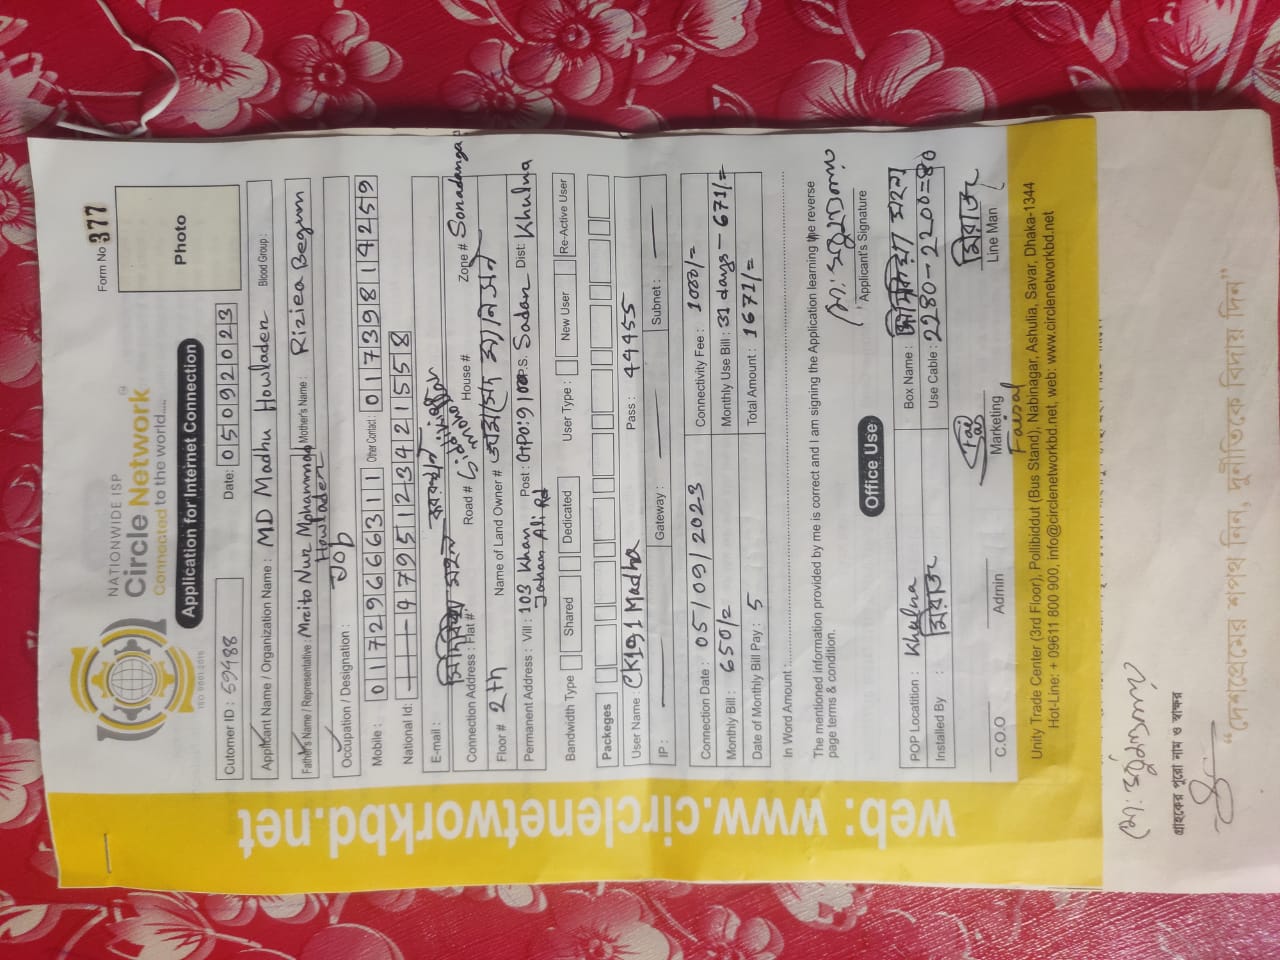 NATIONWIDE ISP
Circle Network
Connected to the world.....
ISO 9001:2015
Form No 377
Photo
Application for Internet Connection
Cutomer ID : 59488 Date: 05092023
Applicant Name / Organization Name : MD Madhu Howlader Blood Group:
Father's Name / Representative : Mrito Nur Mohammad Howlader Mother's Name : Riziea Begum
Occupation / Designation : Job
Mobile : 01729666311 Other Contact: 01739814259
National Id: 4795123421558
E-mail :
Connection Address : Flat #: Road # House # Zone # Sonadanga
Floor # 2th Name of Land Owner #
Permanent Address : Vill : 103 Khan Jahan Ali Rd Post : GPO:9100 P.S. Sadar Dist: Khulna
Bandwidth Type Shared Dedicated User Type : New User Re-Active User
Packeges
User Name : CK191 Madhu Pass : 44455
IP : Gateway : Subnet :
Connection Date : 05/09/2023 Connectivity Fee : 1000/=
Monthly Bill : 650/= Monthly Use Bill : 31 days - 671/=
Date of Monthly Bill Pay : 5 Total Amount : 1671/=
In Word Amount :
The mentioned information provided by me is correct and I am signing the Application learning the reverse
page terms & condition.
Applicant's Signature
Office Use
POP Locatition : Khulna Box Name :
Installed By : মিরাজ Use Cable : 2280-2200=80
মিরাজ
C.O.O Admin Marketing Line Man
Faisal
Unity Trade Center (3rd Floor), Pollibiddut (Bus Stand), Nabinagar, Ashulia, Savar, Dhaka-1344
Hot-Line: + 09611 800 900, info@circlenetworkbd.net, web: www.circlenetworkbd.net
web: www.circlenetworkbd.net
গ্রাহকের পুরো নাম ও স্বাক্ষর
“দেশপ্রেমের শপথ নিন, দুর্নীতিকে বিদায় দিন”